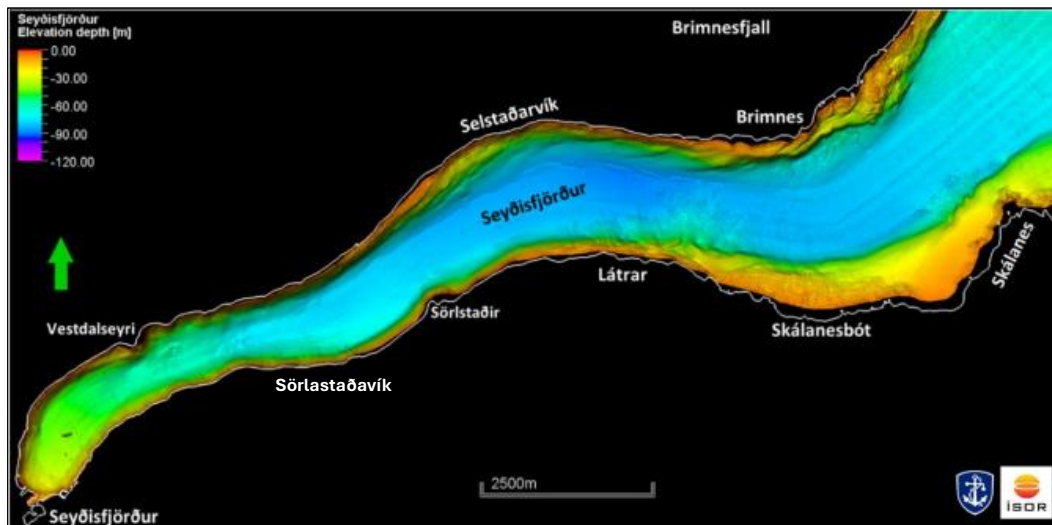 Seyðisfjörður
Elevation depth [m]
0.00
-30.00
-60.00
-90.00
-120.00
Brimnesfjall
Brimnes
Selstaðarvík
Seyðisfjörður
Skálanes
Látrar
Sörlstaðir
Skálanesbót
Vestdalseyri
Sörlastaðavík
2500m
Seyðisfjörður
ÍSOR